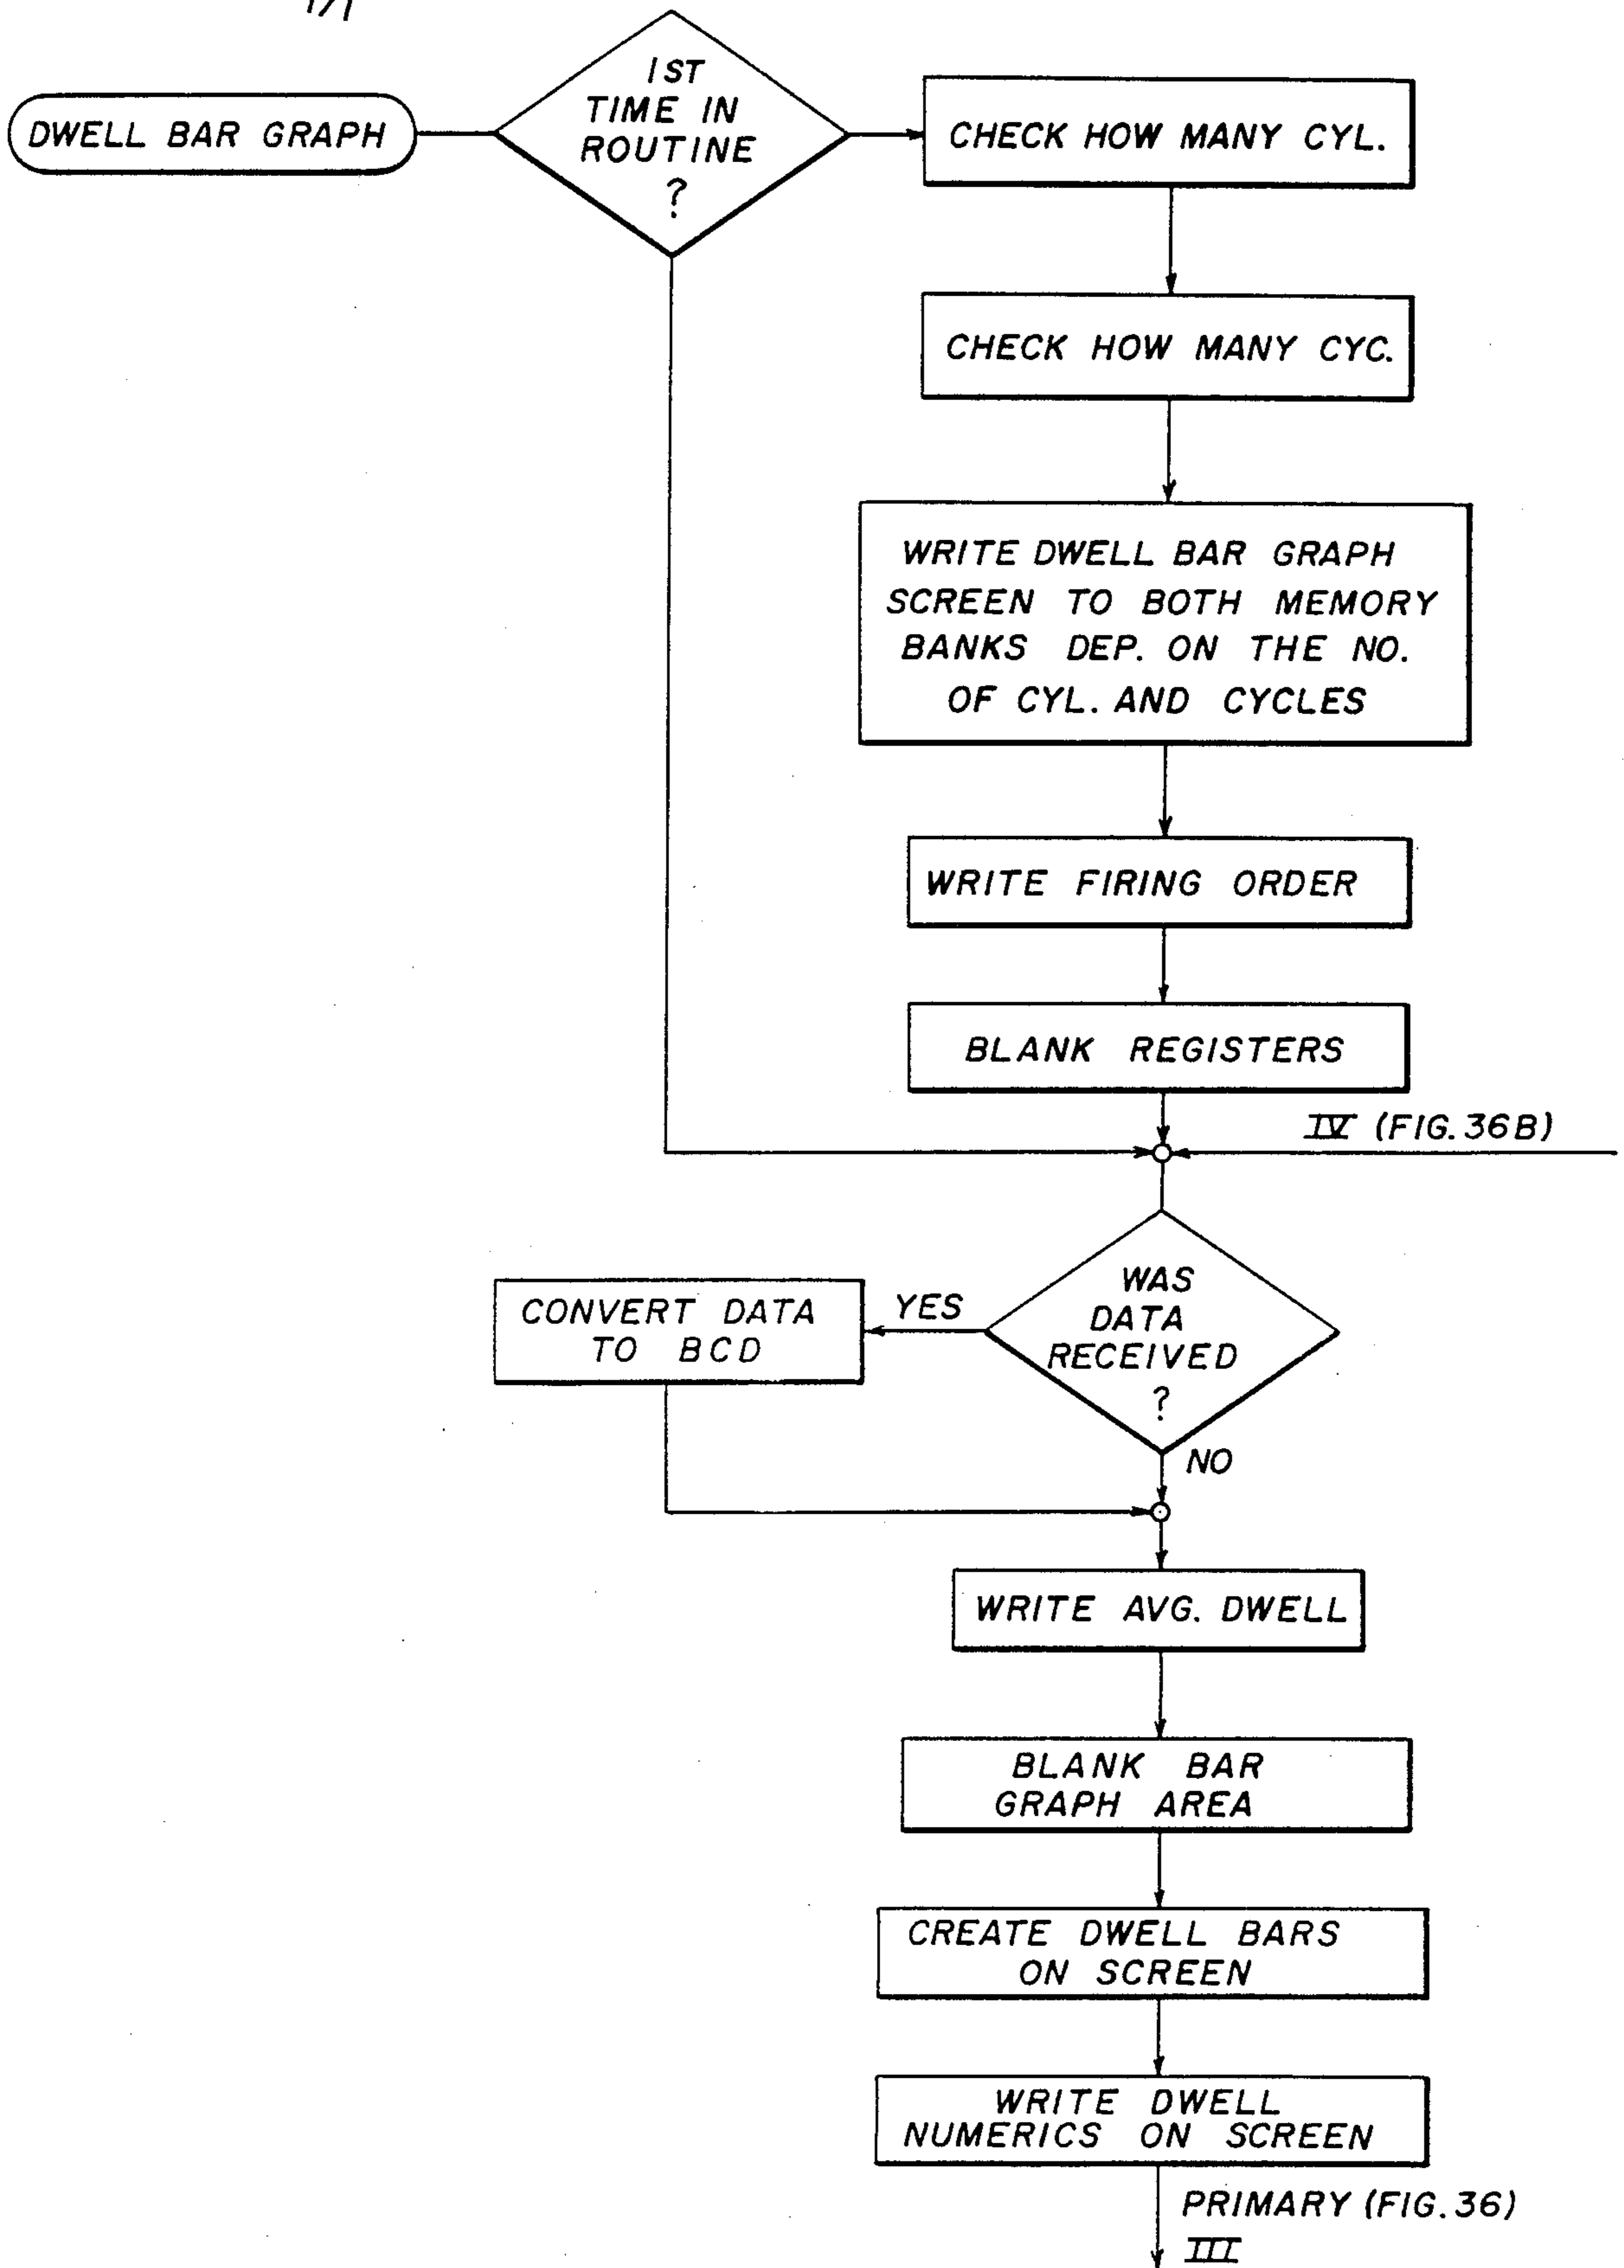 DWELL BAR GRAPH
1ST
TIME IN
ROUTINE
?
CHECK HOW MANY CYL.
CHECK HOW MANY CYC.
WRITE DWELL BAR GRAPH
SCREEN TO BOTH MEMORY
BANKS DEP. ON THE NO.
OF CYL. AND CYCLES
WRITE FIRING ORDER
BLANK REGISTERS
IV (FIG. 36B)
WAS
DATA
RECEIVED
?
YES
CONVERT DATA
TO BCD
NO
WRITE AVG. DWELL
BLANK BAR
GRAPH AREA
CREATE DWELL BARS
ON SCREEN
WRITE DWELL
NUMERICS ON SCREEN
PRIMARY (FIG. 36)
III